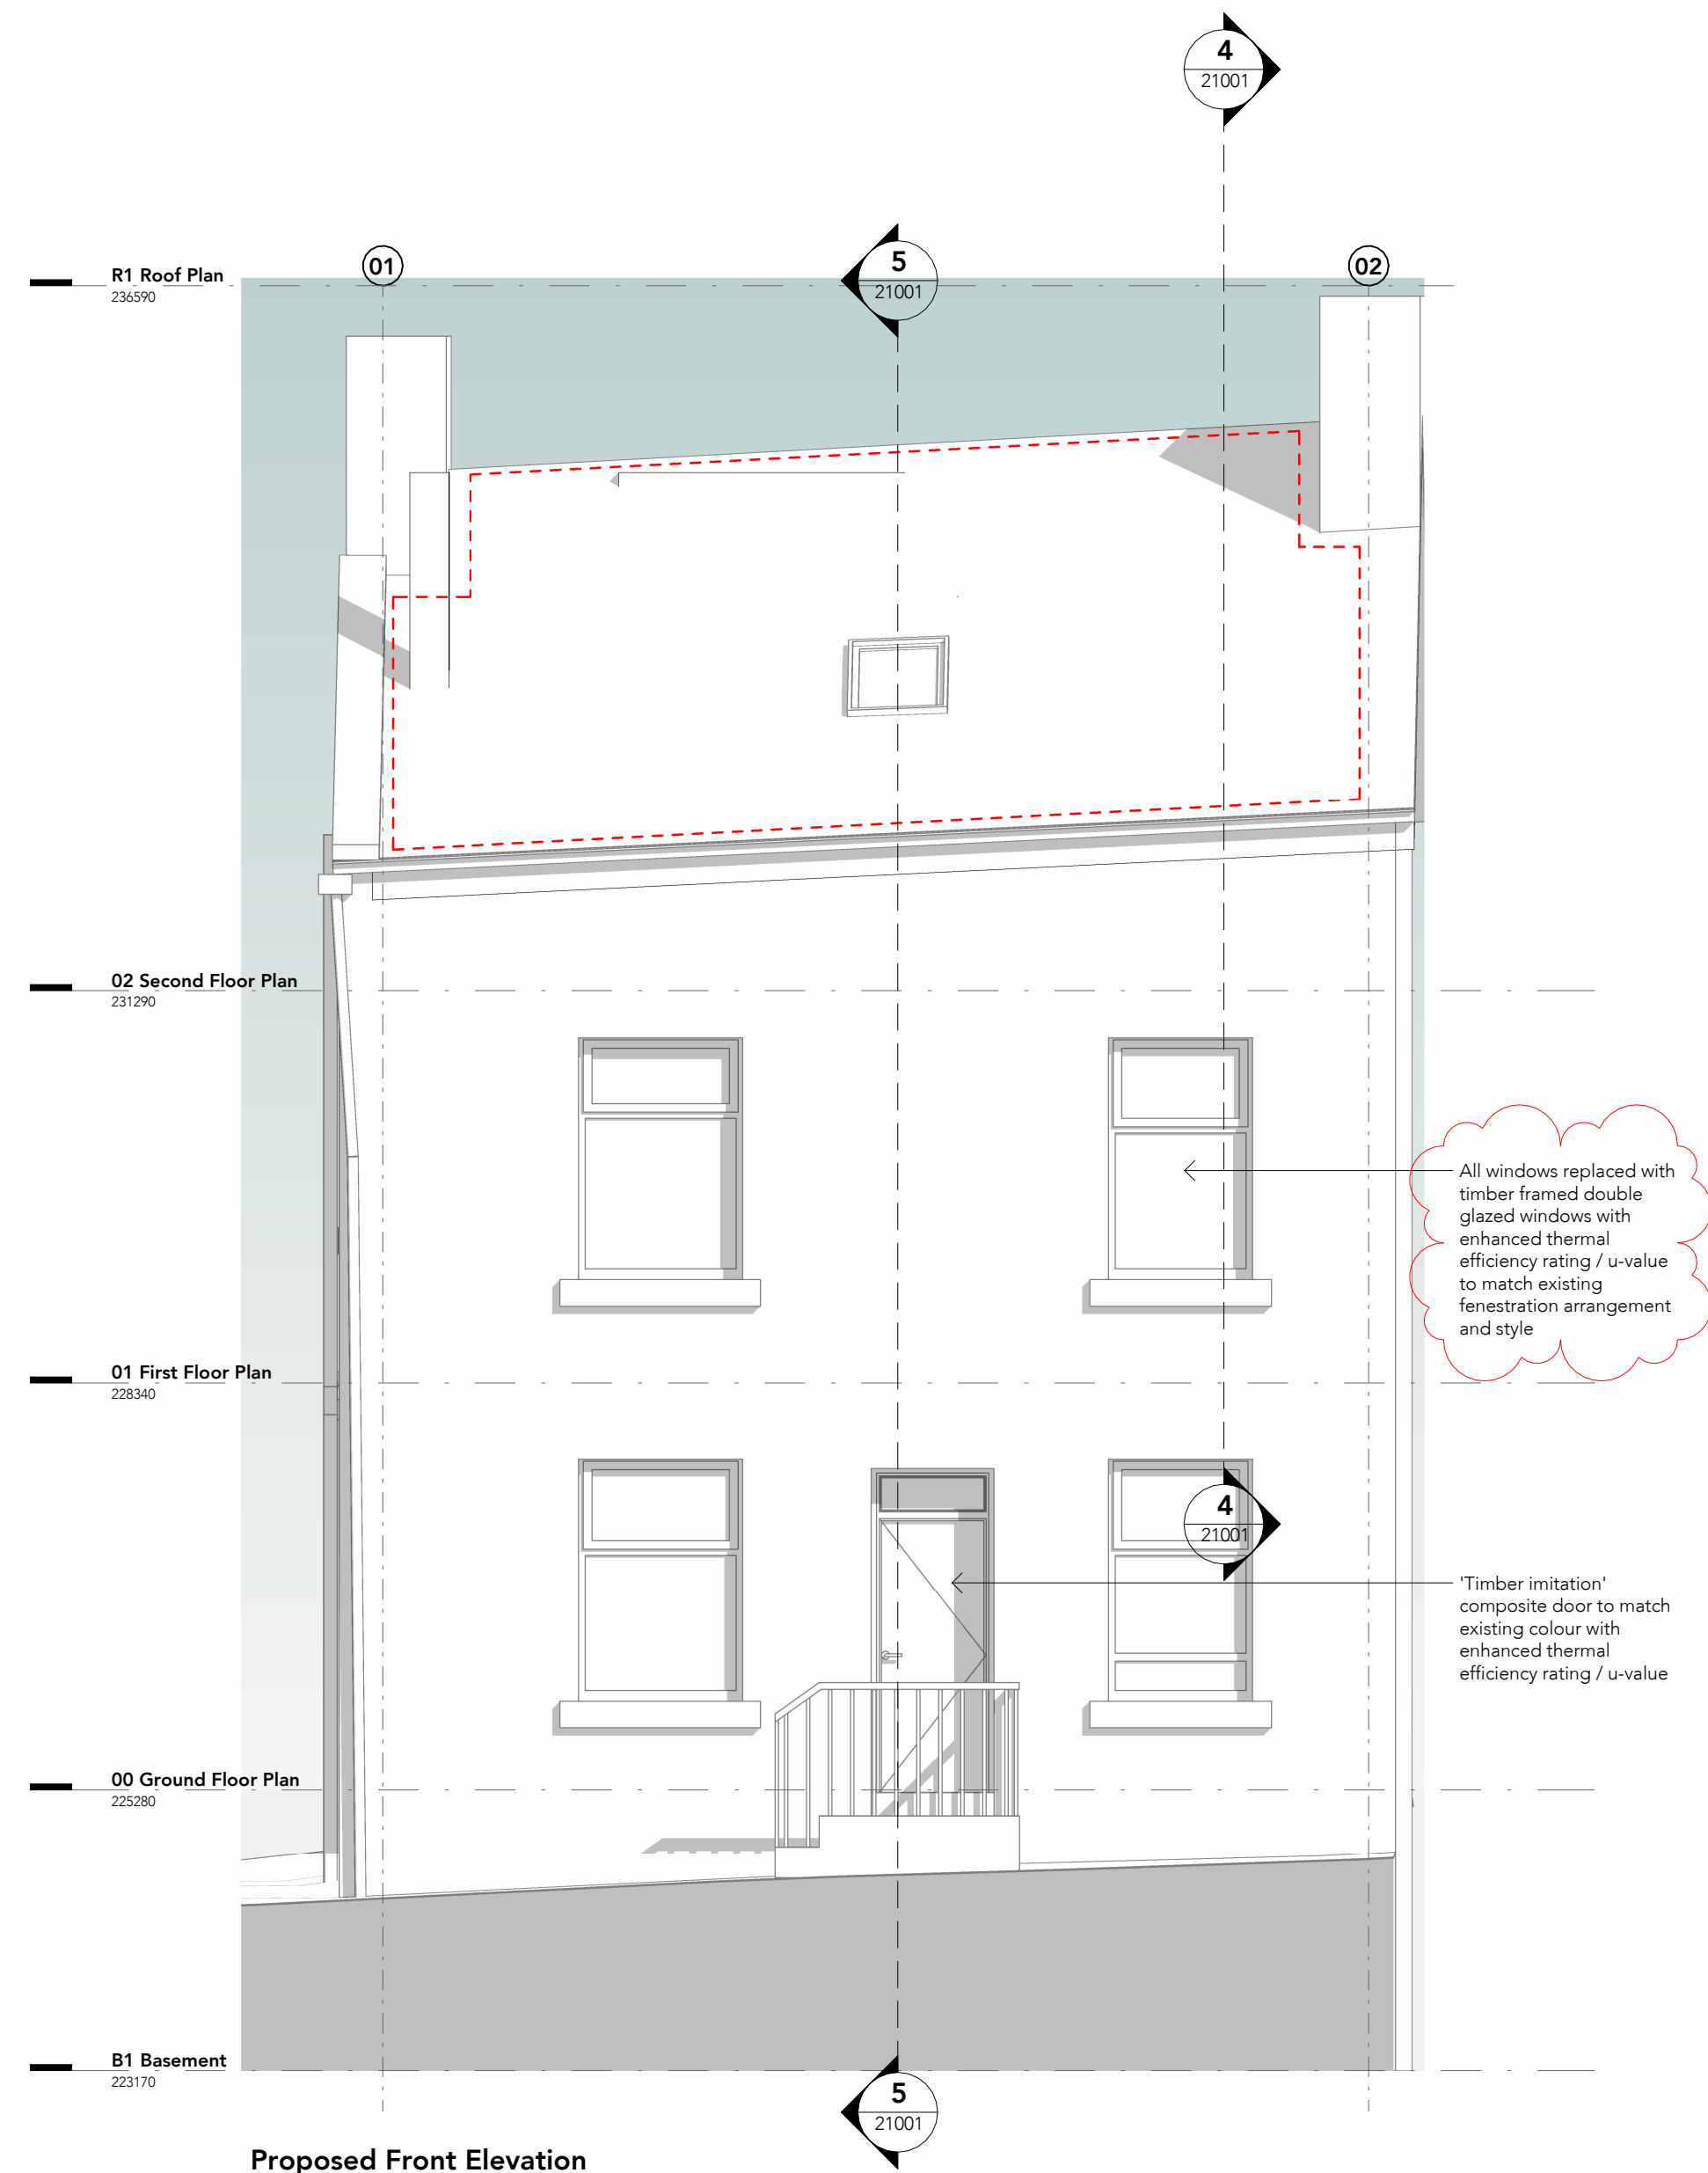 4
21001
R1 Roof Plan
236590
01
5
21001
02
02 Second Floor Plan
231290
All windows replaced with
timber framed double
glazed windows with
enhanced thermal
efficiency rating / u-value
to match existing
fenestration arrangement
and style
01 First Floor Plan
228340
4
21001
'Timber imitation'
composite door to match
existing colour with
enhanced thermal
efficiency rating / u-value
00 Ground Floor Plan
225280
B1 Basement
223170
5
21001
Proposed Front Elevation